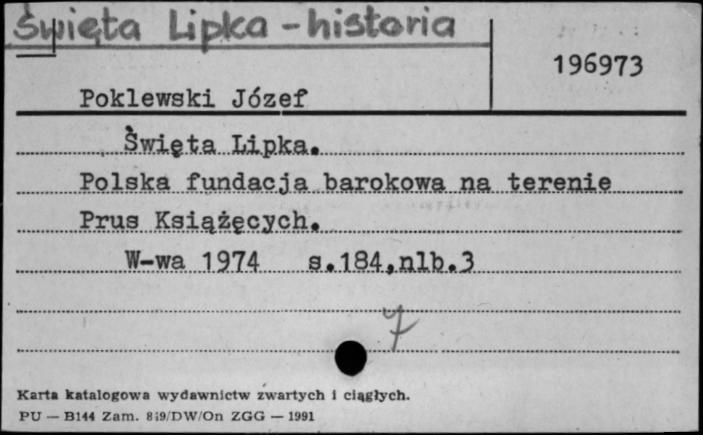 Święta Lipka - historia
196973
Poklewski Józef
Święta Lipka.
Polska fundacja barokowa na terenie
Prus Książęcych.
W-wa 1974 s.184,nlb.3
7
Karta katalogowa wydawnictw zwartych i ciągłych.
PU — B144 Zam. 819/DW/On ZGG — 1991